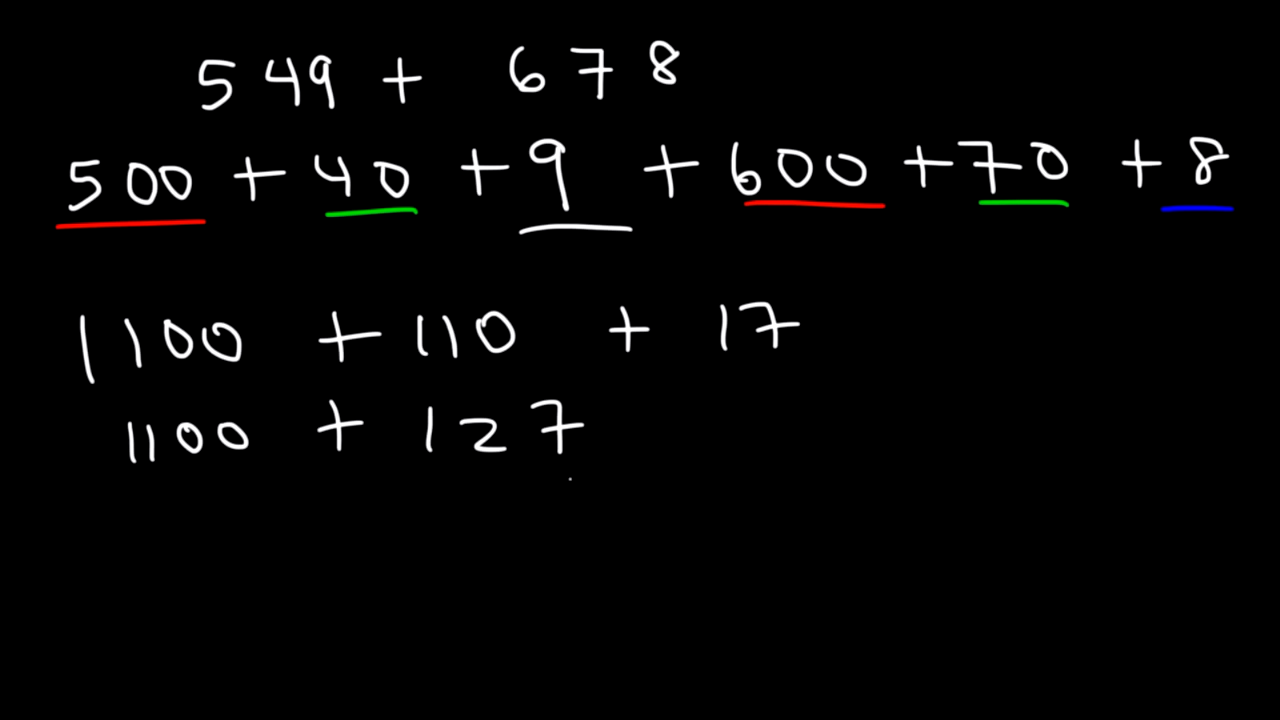 549 + 678
500 + 40 + 9 + 600 + 70 + 8
1100 + 110 + 17
1100 + 127